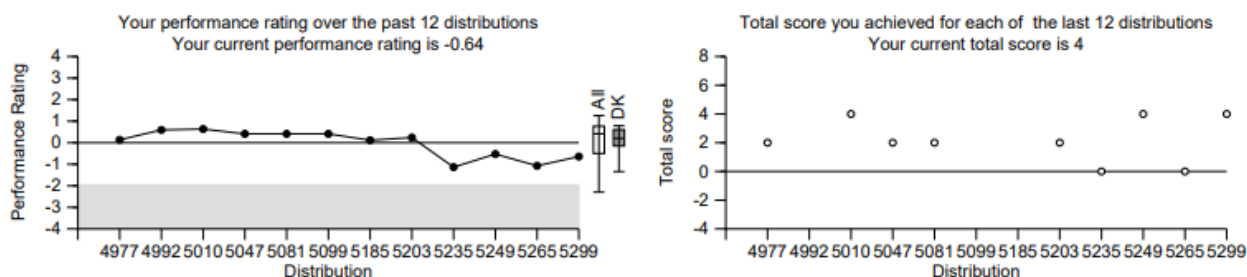 Your performance rating over the past 12 distributions
Your current performance rating is -0.64
Performance Rating
4
3
2
1
0
-1
-2
-3
-4
All
DK
4977 4992 5010 5047 5081 5099 5185 5203 5235 5249 5265 5299
Distribution
Total score you achieved for each of the last 12 distributions
Your current total score is 4
Total score
8
6
4
2
0
-2
-4
4977 4992 5010 5047 5081 5099 5185 5203 5235 5249 5265 5299
Distribution